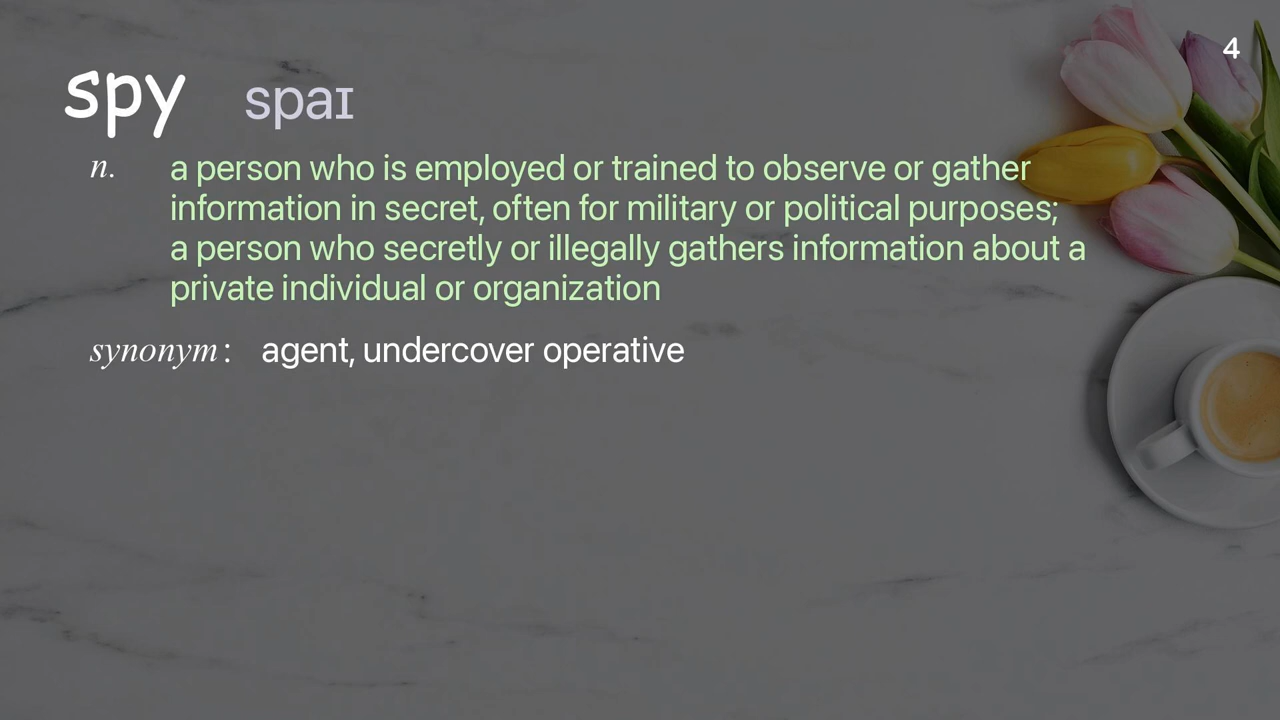 4
spy spaɪ
n. a person who is employed or trained to observe or gather
information in secret, often for military or political purposes;
a person who secretly or illegally gathers information about a
private individual or organization
synonym : agent, undercover operative